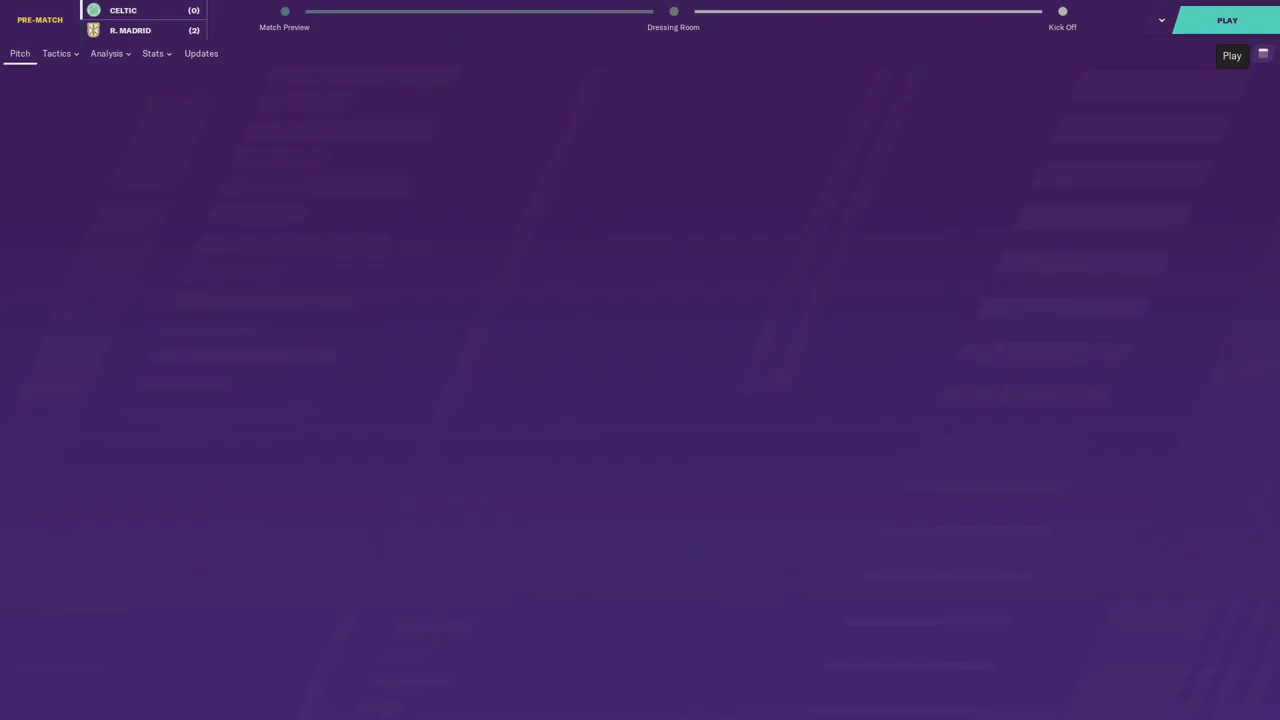 PRE-MATCH
CELTIC (0)
R. MADRID (2)
Match Preview
Dressing Room
Kick Off
PLAY
Pitch Tactics Analysis Stats Updates
Play